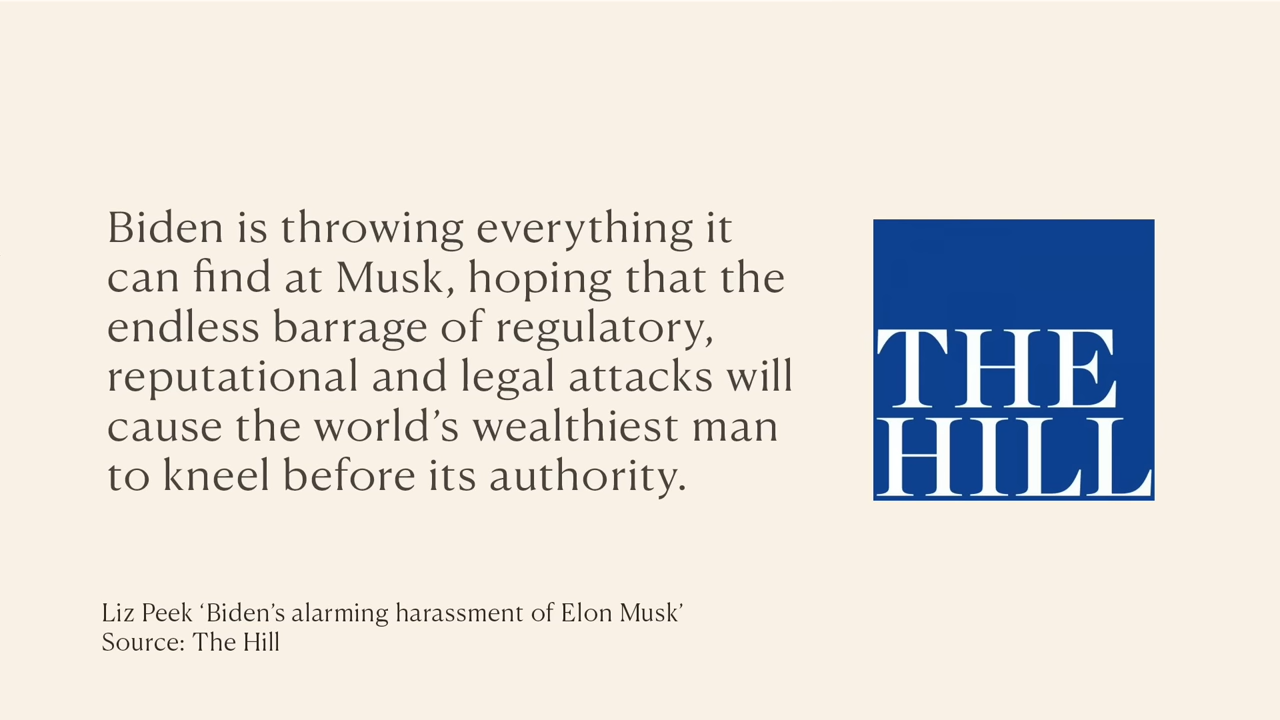 Biden is throwing everything it
can find at Musk, hoping that the
endless barrage of regulatory,
reputational and legal attacks will
cause the world’s wealthiest man
to kneel before its authority.
THE
HILL
Liz Peek ‘Biden’s alarming harassment of Elon Musk’
Source: The Hill